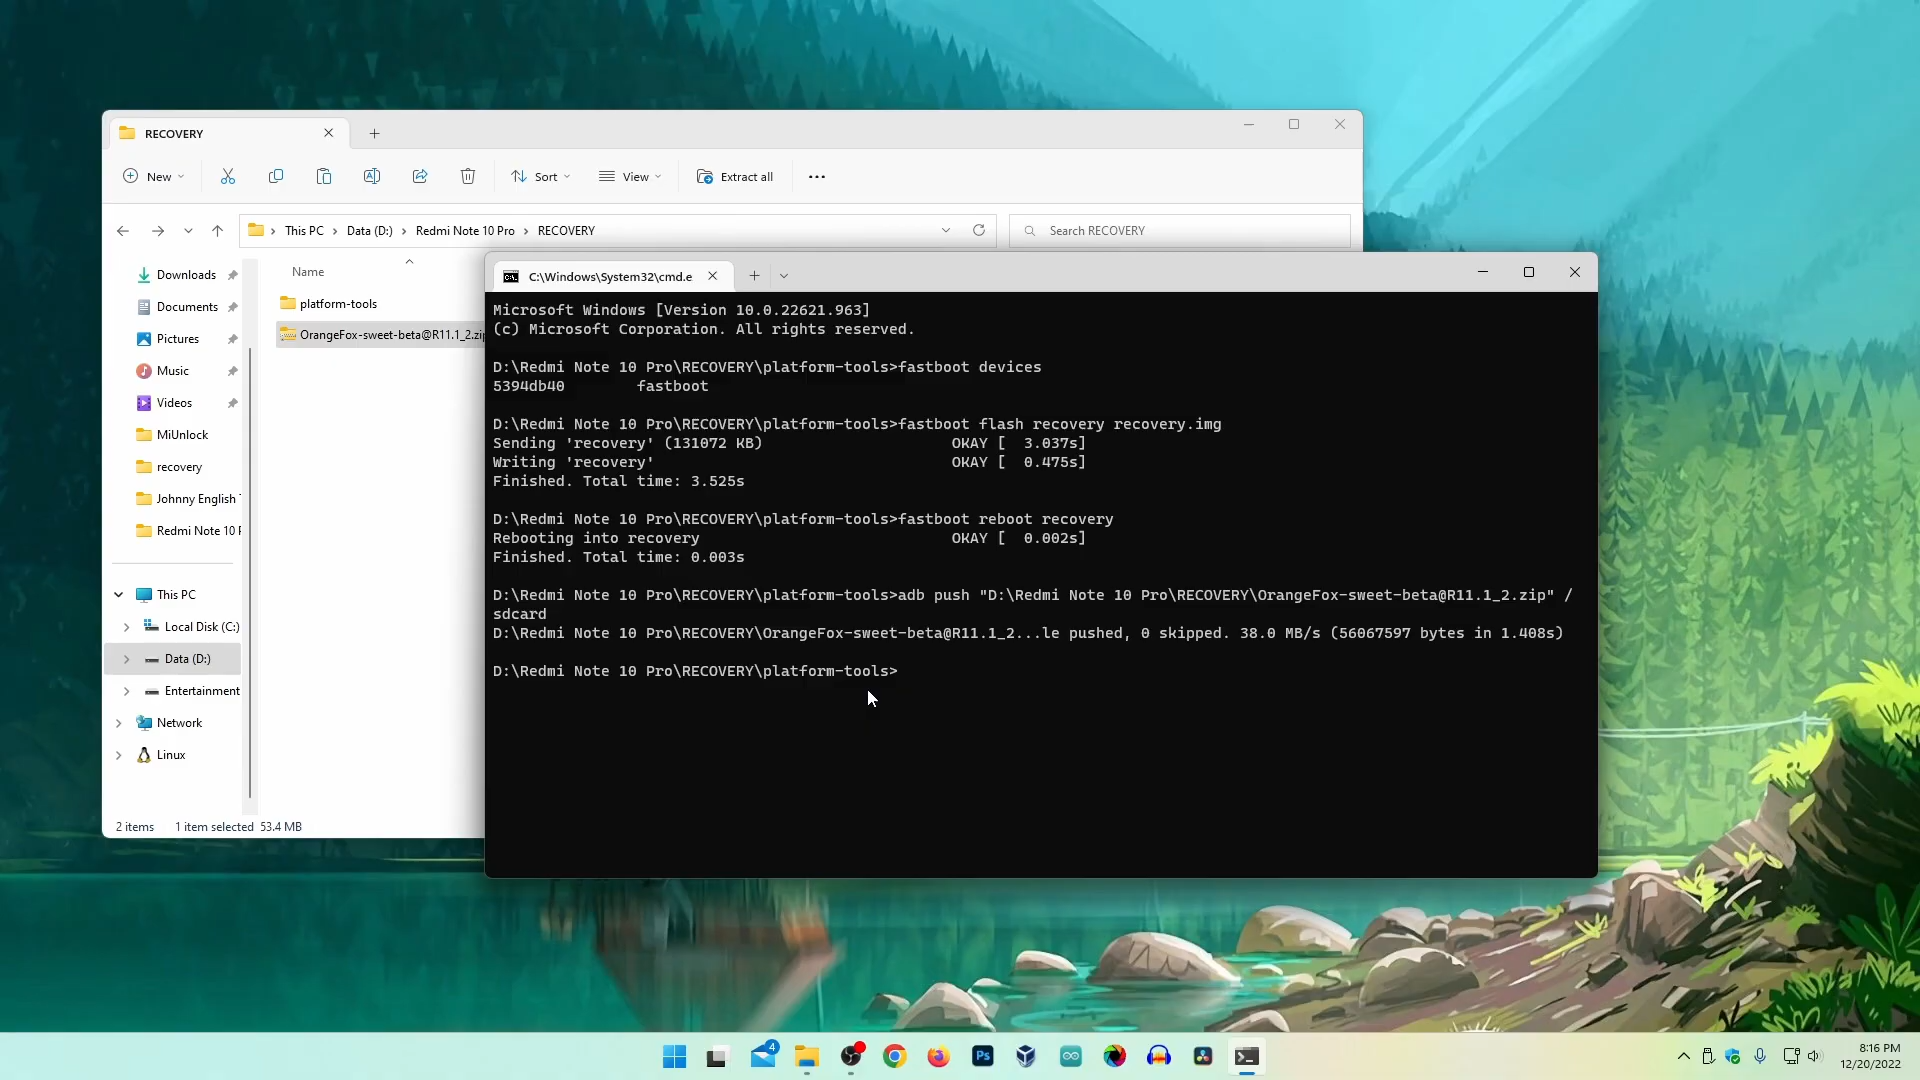 RECOVERY
New
Sort
View
Extract all
This PC
Data (D:)
Redmi Note 10 Pro
RECOVERY
Search RECOVERY
Downloads
Documents
Pictures
Music
Videos
MiUnlock
recovery
Johnny English
Redmi Note 10
This PC
Local Disk (C:)
Data (D:)
Entertainment
Network
Linux
Name
platform-tools
OrangeFox-sweet-beta@R11.1_2.zip
2 items 1 item selected 53.4 MB
C:\Windows\System32\cmd.e
Microsoft Windows [Version 10.0.22621.963]
(c) Microsoft Corporation. All rights reserved.
D:\Redmi Note 10 Pro\RECOVERY\platform-tools>fastboot devices
5394db40 fastboot
D:\Redmi Note 10 Pro\RECOVERY\platform-tools>fastboot flash recovery recovery.img
Sending 'recovery' (131072 KB) OKAY [ 3.037s]
Writing 'recovery' OKAY [ 0.475s]
Finished. Total time: 3.525s
D:\Redmi Note 10 Pro\RECOVERY\platform-tools>fastboot reboot recovery
Rebooting into recovery OKAY [ 0.002s]
Finished. Total time: 0.003s
D:\Redmi Note 10 Pro\RECOVERY\platform-tools>adb push "D:\Redmi Note 10 Pro\RECOVERY\OrangeFox-sweet-beta@R11.1_2.zip" /
sdcard
D:\Redmi Note 10 Pro\RECOVERY\OrangeFox-sweet-beta@R11.1_2...le pushed, 0 skipped. 38.0 MB/s (56067597 bytes in 1.408s)
D:\Redmi Note 10 Pro\RECOVERY\platform-tools>
4
Ps
8:16 PM
12/20/2022